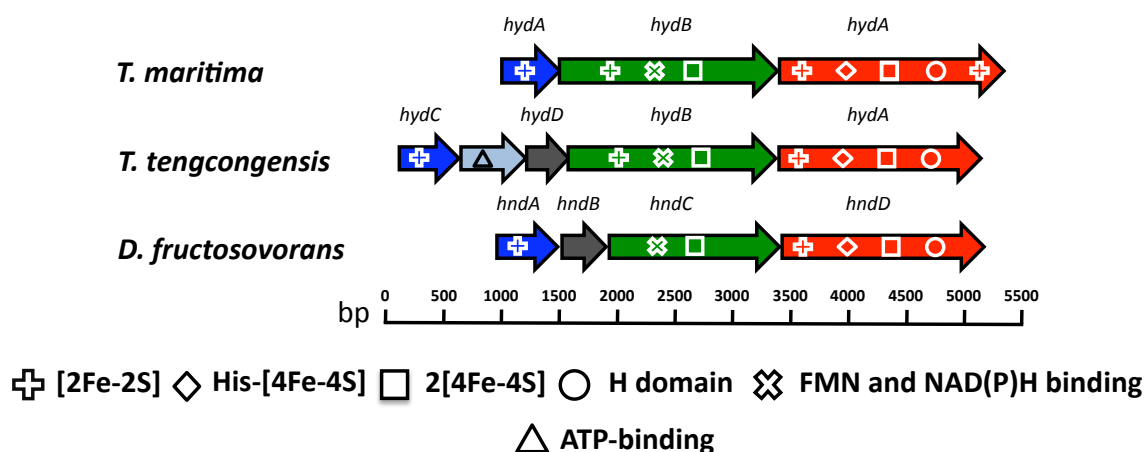 hydA hydB hydA
T. maritima
hydC hydD hydB hydA
T. tengcongensis
hndA hndB hndC hndD
D. fructosovorans
bp 0 500 1000 1500 2000 2500 3000 3500 4000 4500 5000 5500
[2Fe-2S] His-[4Fe-4S] 2[4Fe-4S] H domain FMN and NAD(P)H binding
ATP-binding